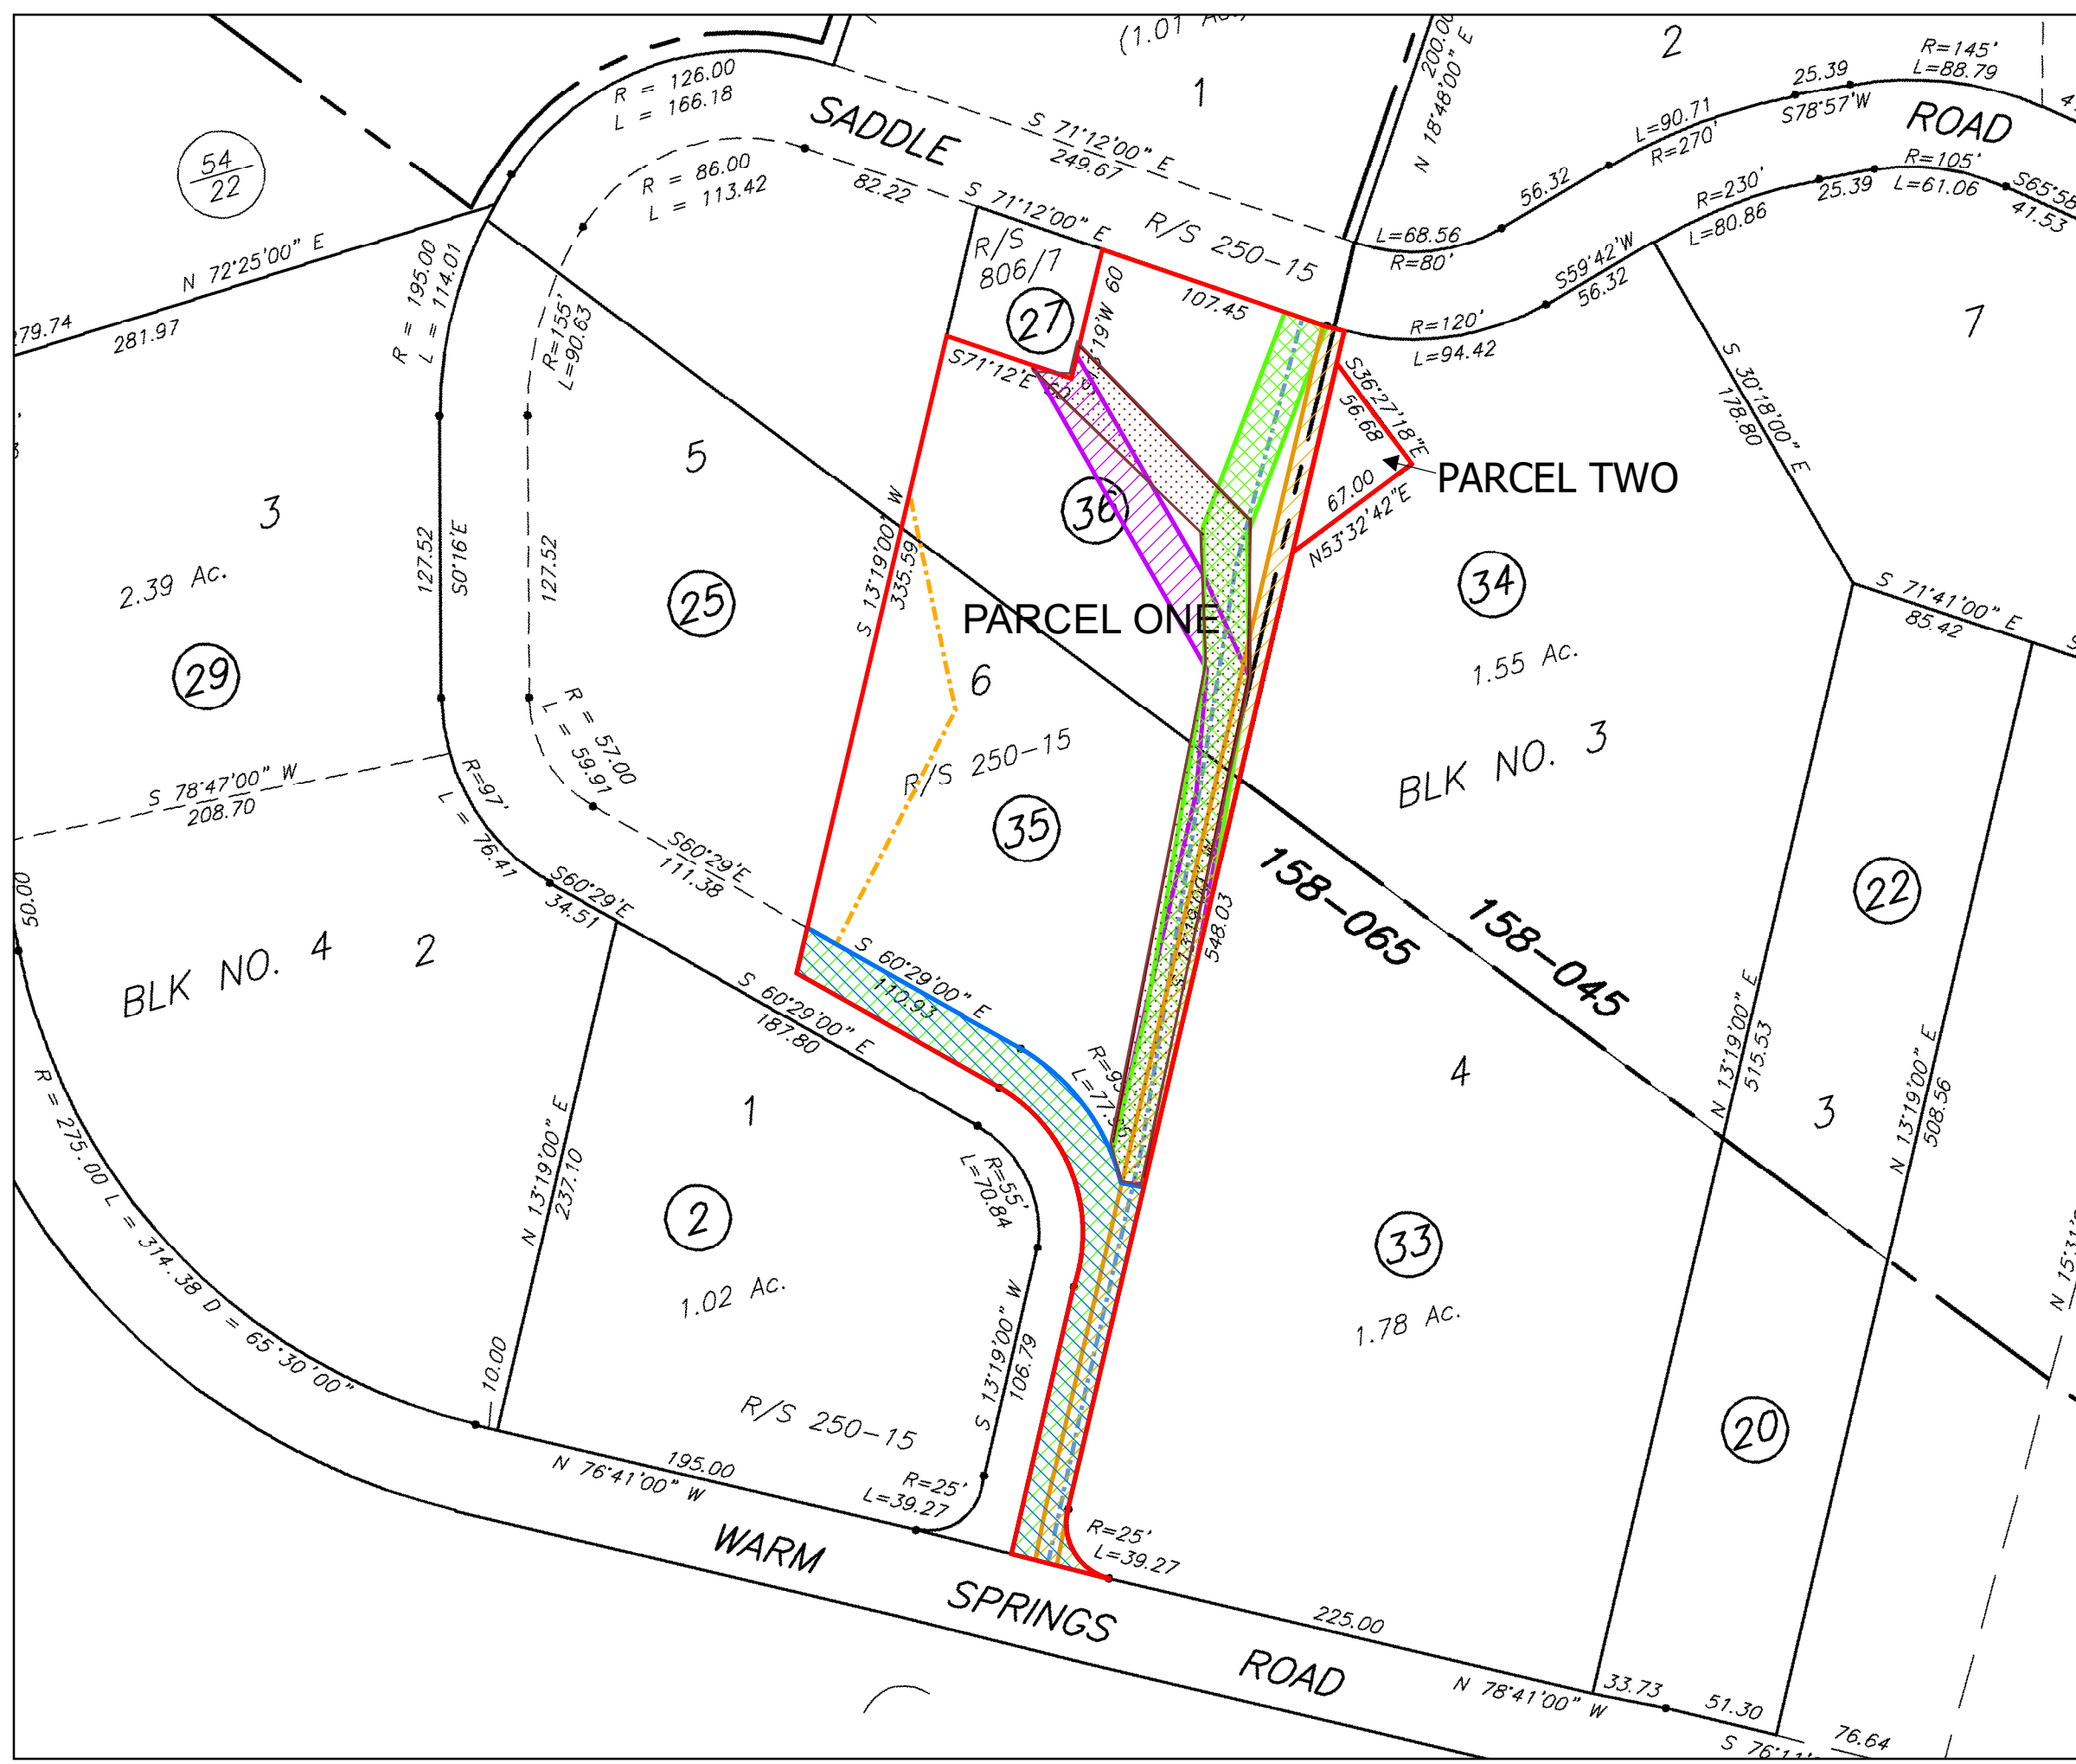 (1.01
1
2
200.00
N 18°48'00" E
R=145'
L=88.79
25.39
S78°57'W
ROAD
L=90.71
R=270'
R=105'
L=61.06
S65°58
41.53
R=230'
L=80.86
25.39
56.32
S59°42'W
56.32
L=68.56
R=80'
R=120'
L=94.42
R = 126.00
L = 166.18
SADDLE
S 71°12'00" E
249.67
R = 86.00
L = 113.42
82.22
S 71°12'00" E
R/S 250-15
54
22
N 72°25'00" E
281.97
79.74
R = 195.00
L = 114.01
R=155'
L=90.63
R/S
806/7
27
60
107.45
S71°12'E
S36°27'18"E
56.68
67.00
N53°32'42"E
PARCEL TWO
7
S 30°18'00" E
178.80
5
3
2.39 Ac.
29
127.52
S0°16'E
127.52
25
36
S 13°19'00" W
335.59
PARCEL ONE
6
R/S 250-15
35
34
1.55 Ac.
BLK NO. 3
S 71°41'00" E
85.42
22
158-065
158-045
S 78°47'00" W
208.70
R=97'
L = 76.41
R = 57.00
L = 59.91
S60°29'E
111.38
S60°29'E
34.51
50.00
BLK NO. 4
2
S 60°29'00" E
110.93
S 60°29'00" E
187.80
548.03
4
3
N 13°19'00" E
515.53
N 13°19'00" E
508.56
R = 275.00 L = 314.38 D = 65°30'00"
1
N 13°19'00" E
237.10
2
1.02 Ac.
R=55'
L=70.84
S 13°19'00" W
106.79
33
1.78 Ac.
20
10.00
R/S 250-15
195.00
N 76°41'00" W
R=25'
L=39.27
R=25'
L=39.27
WARM
SPRINGS
ROAD
225.00
N 78°41'00" W
33.73
51.30
76.64